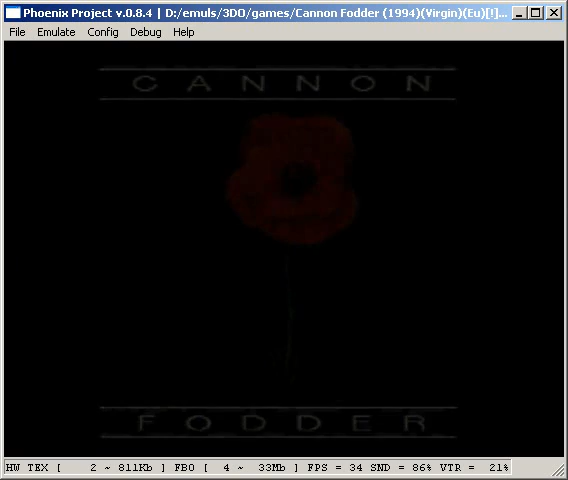 Phoenix Project v.0.8.4 | D:/emuls/3DO/games/Cannon Fodder (1994)(Virgin)(Eu)[!]...
File Emulate Config Debug Help
CANNON
FODDER
HW TEX [ 2 ~ 811Kb ] FBO [ 4 ~ 33Mb ] FPS = 34 SND = 86% VTR = 21%